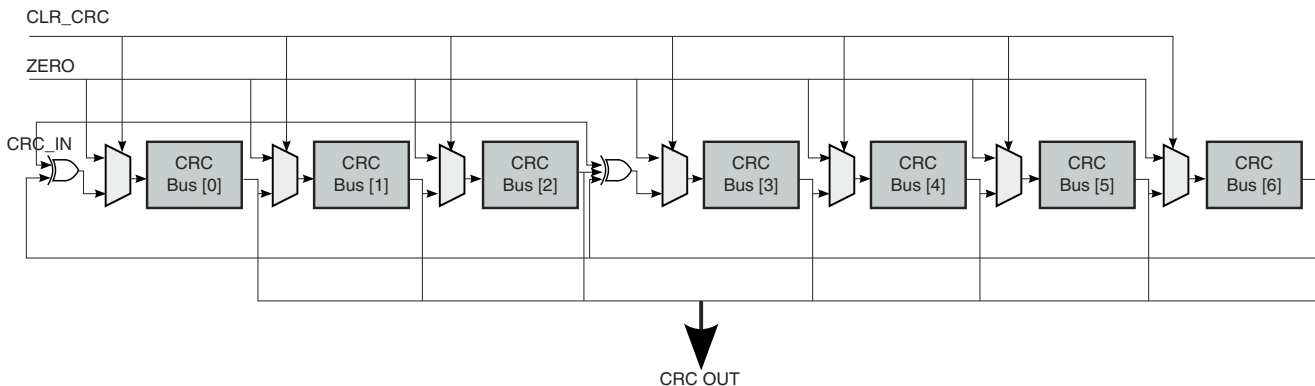 CLR_CRC
ZERO
CRC_IN
CRC
Bus [0]
CRC
Bus [1]
CRC
Bus [2]
CRC
Bus [3]
CRC
Bus [4]
CRC
Bus [5]
CRC
Bus [6]
CRC OUT